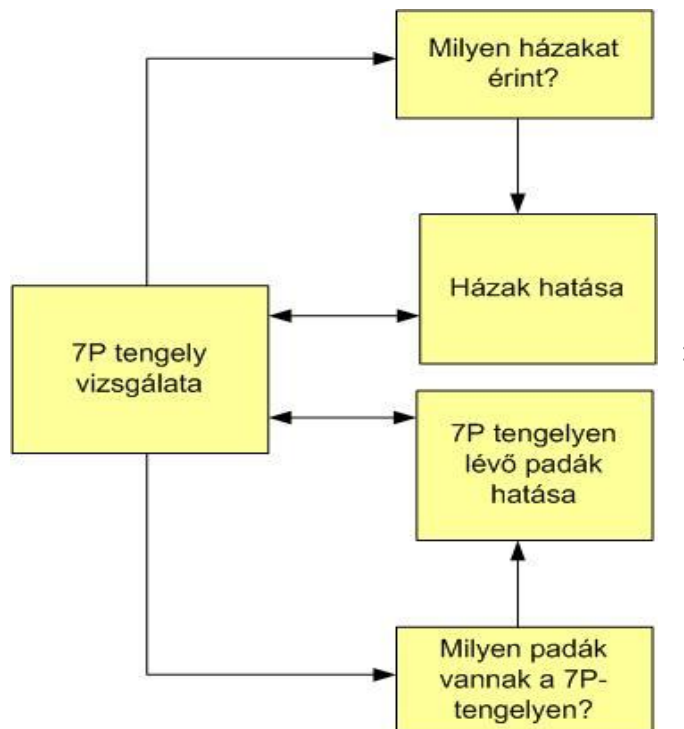 Milyen házakat
érint?
Házak hatása
7P tengely
vizsgálata
7P tengelyen
lévő padák
hatása
Milyen padák
vannak a 7P-
tengelyen?